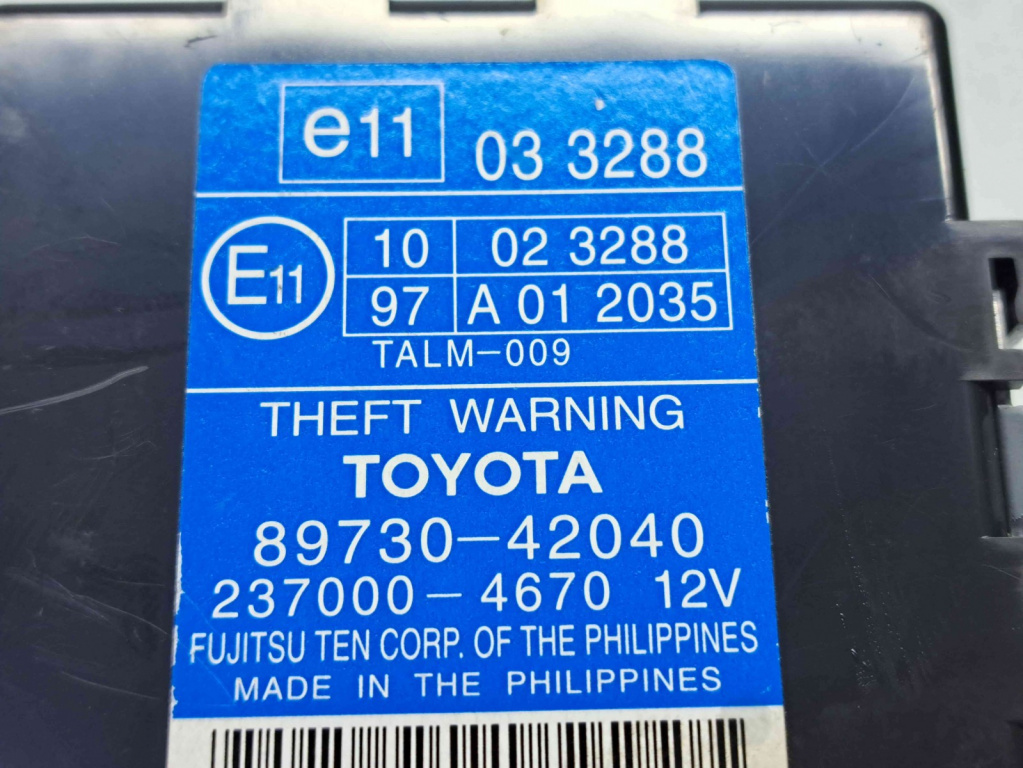 e11 03 3288
E11 10 02 3288
97 A 01 2035
TALM-009
THEFT WARNING
TOYOTA
89730-42040
237000-4670 12V
FUJITSU TEN CORP. OF THE PHILIPPINES
MADE IN THE PHILIPPINES